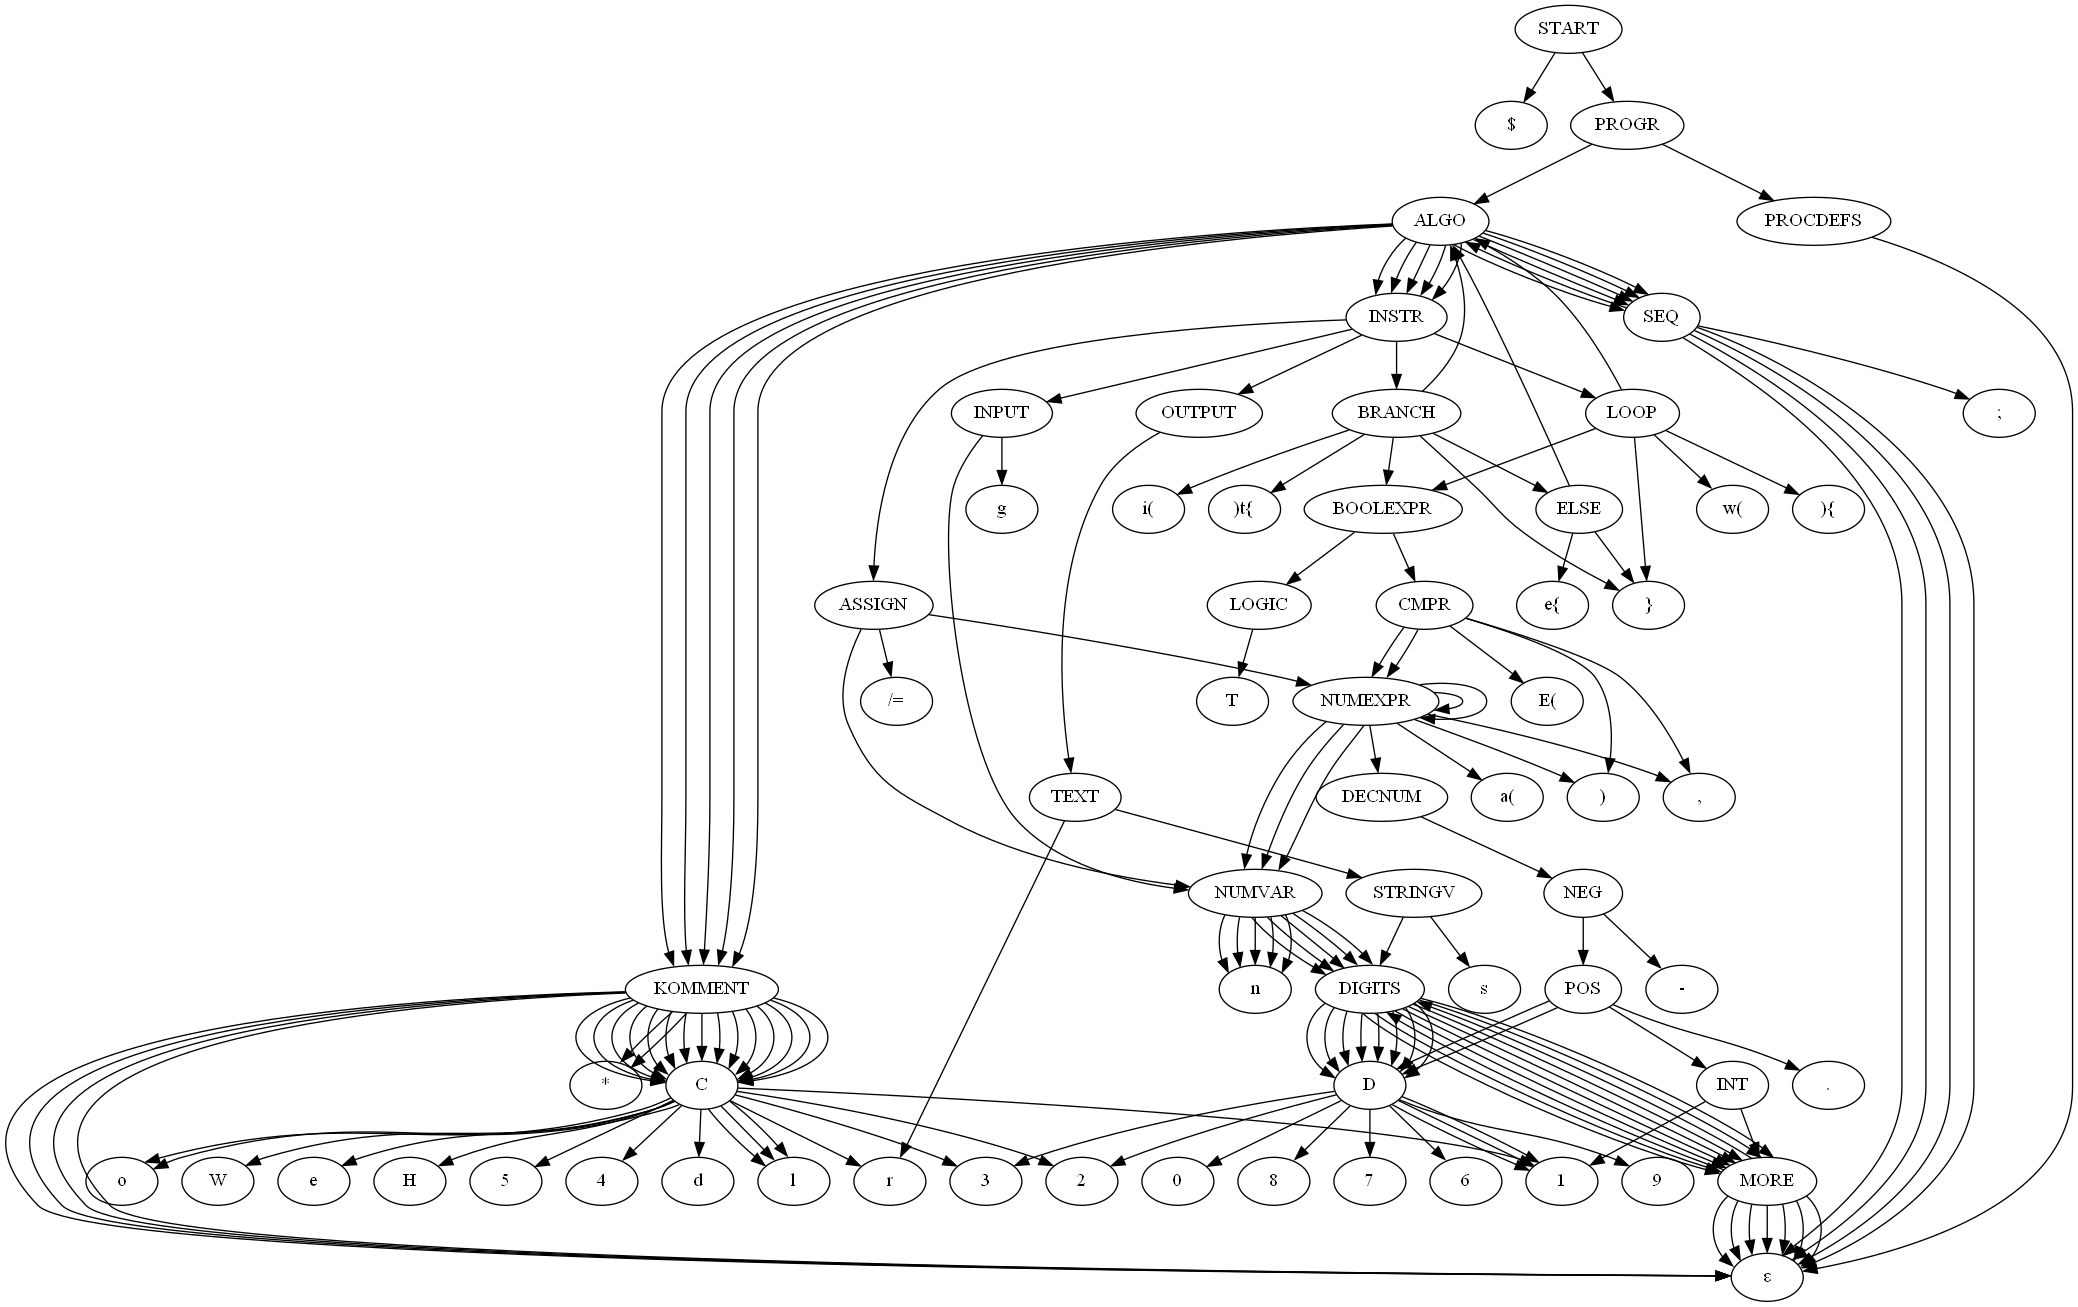 START
$
PROGR
ALGO
PROCDEFS
INSTR
SEQ
INPUT
OUTPUT
BRANCH
LOOP
;
g
i(
)t{
BOOLEXPR
ELSE
w(
){
ASSIGN
LOGIC
CMPR
e{
}
/=
T
NUMEXPR
E(
TEXT
DECNUM
a(
)
,
NUMVAR
STRINGV
NEG
KOMMENT
n
DIGITS
s
POS
-
*
C
D
INT
.
o
W
e
H
5
4
d
l
r
3
2
0
8
7
6
1
9
MORE
ε